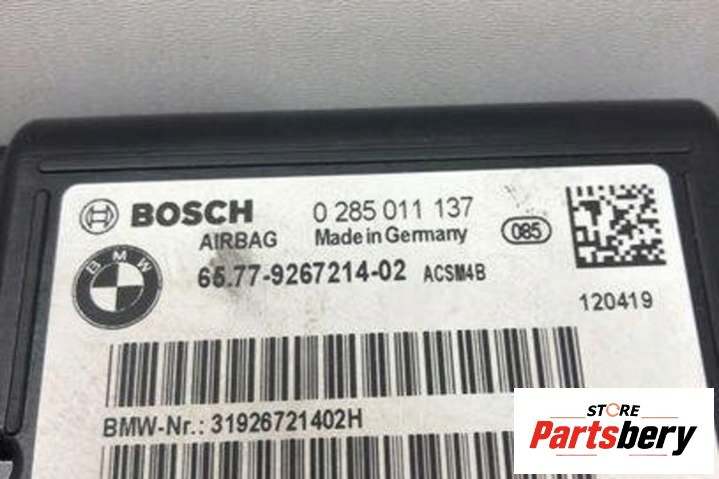 BOSCH 0 285 011 137
AIRBAG Made in Germany 085
65.77-9267214-02 ACSM4B
BMW
120419
BMW-Nr.: 31926721402H
STORE
Partsbery